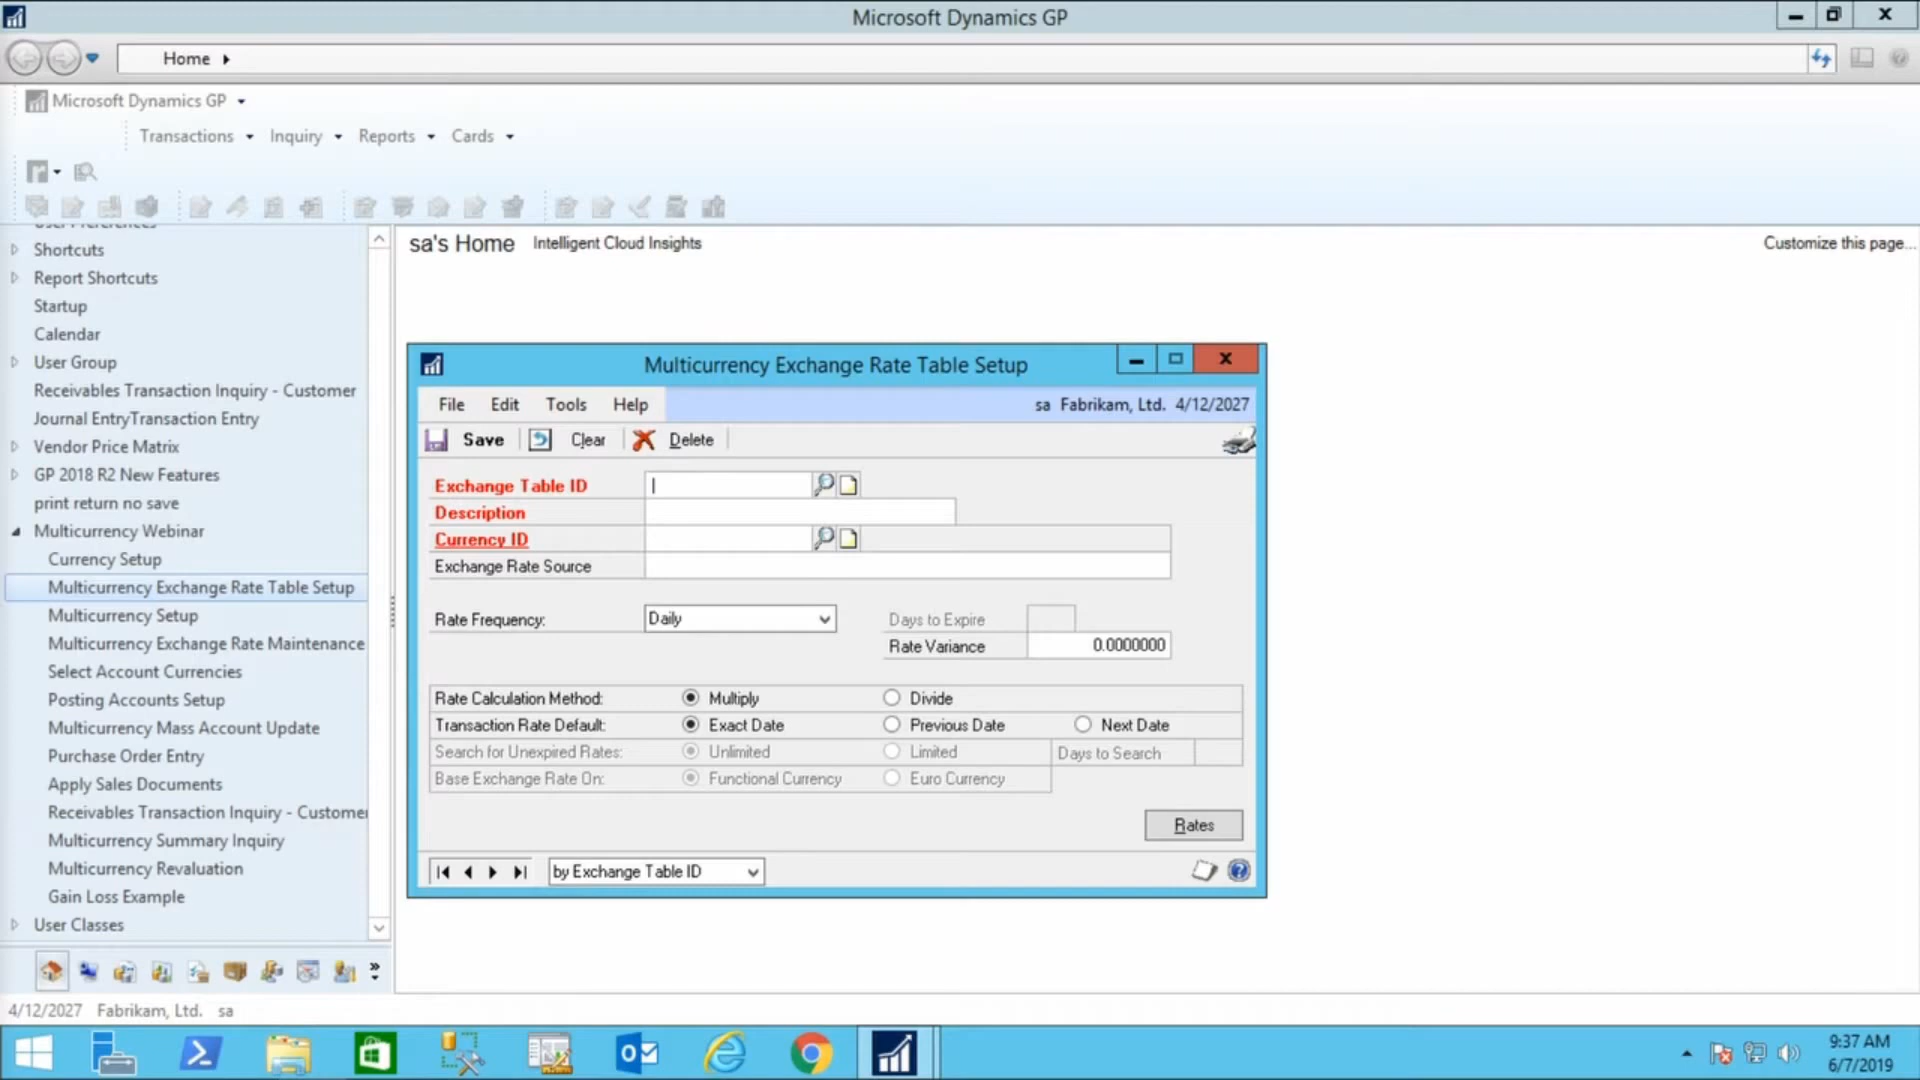 Microsoft Dynamics GP
Home
Microsoft Dynamics GP
Transactions Inquiry Reports Cards
User Preferences
Shortcuts
Report Shortcuts
Startup
Calendar
User Group
Receivables Transaction Inquiry - Customer
Journal EntryTransaction Entry
Vendor Price Matrix
GP 2018 R2 New Features
print return no save
Multicurrency Webinar
Currency Setup
Multicurrency Exchange Rate Table Setup
Multicurrency Setup
Multicurrency Exchange Rate Maintenance
Select Account Currencies
Posting Accounts Setup
Multicurrency Mass Account Update
Purchase Order Entry
Apply Sales Documents
Receivables Transaction Inquiry - Customer
Multicurrency Summary Inquiry
Multicurrency Revaluation
Gain Loss Example
User Classes
sa's Home Intelligent Cloud Insights Customize this page...
Multicurrency Exchange Rate Table Setup
File Edit Tools Help sa Fabrikam, Ltd. 4/12/2027
Save Clear Delete
Exchange Table ID
Description
Currency ID
Exchange Rate Source
Rate Frequency: Daily Days to Expire
Rate Variance 0.0000000
Rate Calculation Method: Multiply Divide
Transaction Rate Default: Exact Date Previous Date Next Date
Search for Unexpired Rates: Unlimited Limited Days to Search
Base Exchange Rate On: Functional Currency Euro Currency
Rates
by Exchange Table ID
4/12/2027 Fabrikam, Ltd. sa
9:37 AM
6/7/2019